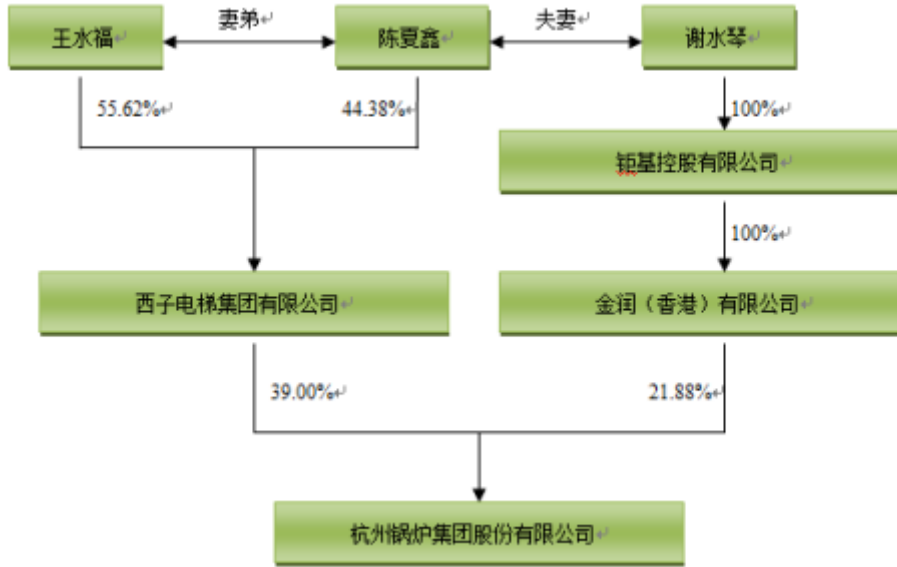 王水福
妻弟
陈夏鑫
夫妻
谢水琴
55.62%
44.38%
100%
钜基控股有限公司
100%
西子电梯集团有限公司
金润（香港）有限公司
39.00%
21.88%
杭州锅炉集团股份有限公司